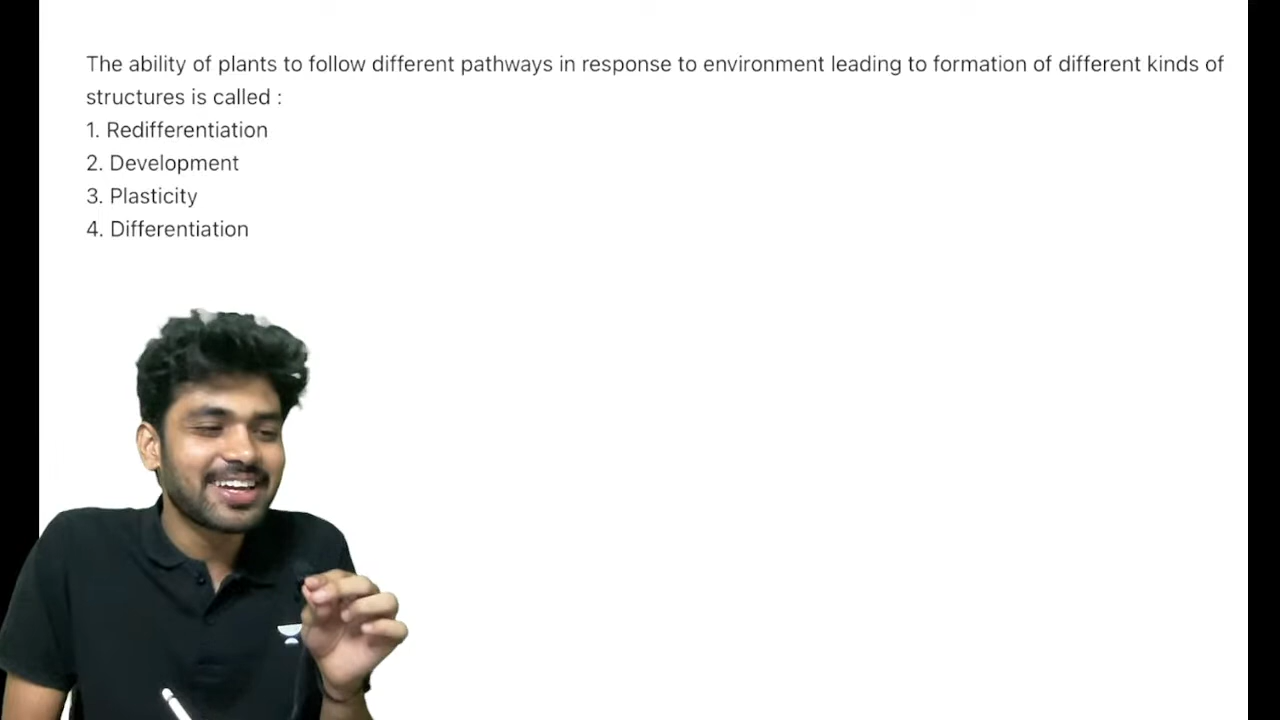 The ability of plants to follow different pathways in response to environment leading to formation of different kinds of
structures is called :
1. Redifferentiation
2. Development
3. Plasticity
4. Differentiation